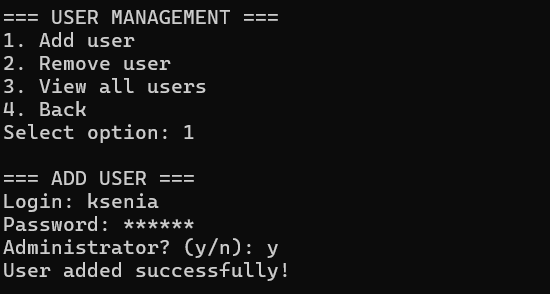 === USER MANAGEMENT ===
1. Add user
2. Remove user
3. View all users
4. Back
Select option: 1
=== ADD USER ===
Login: ksenia
Password: ******
Administrator? (y/n): y
User added successfully!